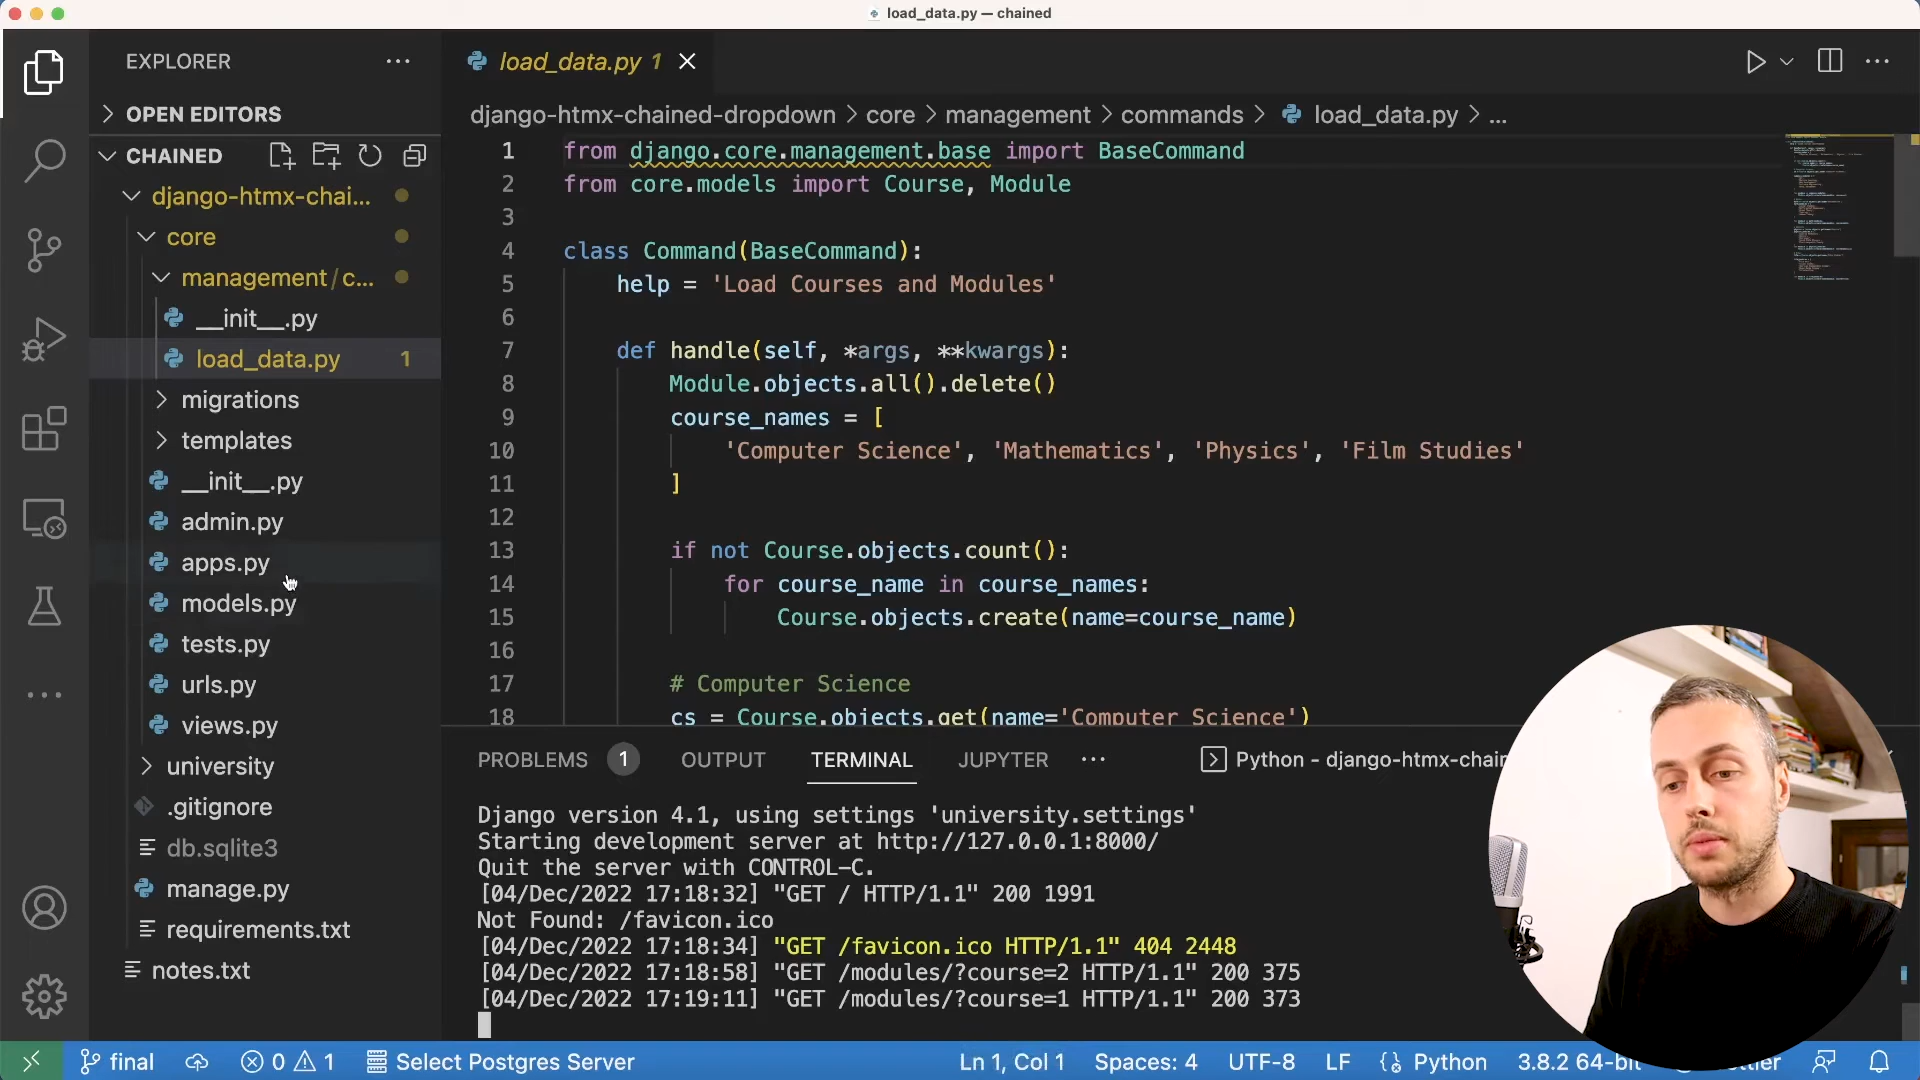 load_data.py — chained
EXPLORER
OPEN EDITORS
CHAINED
django-htmx-chai...
core
management/c...
__init__.py
load_data.py 1
migrations
templates
__init__.py
admin.py
apps.py
models.py
tests.py
urls.py
views.py
university
.gitignore
db.sqlite3
manage.py
requirements.txt
notes.txt
load_data.py 1
django-htmx-chained-dropdown > core > management > commands > load_data.py > ...
1 from django.core.management.base import BaseCommand
2 from core.models import Course, Module
3
4 class Command(BaseCommand):
5 help = 'Load Courses and Modules'
6
7 def handle(self, *args, **kwargs):
8 Module.objects.all().delete()
9 course_names = [
10 'Computer Science', 'Mathematics', 'Physics', 'Film Studies'
11 ]
12
13 if not Course.objects.count():
14 for course_name in course_names:
15 Course.objects.create(name=course_name)
16
17 # Computer Science
18 cs = Course.objects.get(name='Computer Science')
PROBLEMS 1 OUTPUT TERMINAL JUPYTER ... Python - django-htmx-chain
Django version 4.1, using settings 'university.settings'
Starting development server at http://127.0.0.1:8000/
Quit the server with CONTROL-C.
[04/Dec/2022 17:18:32] "GET / HTTP/1.1" 200 1991
Not Found: /favicon.ico
[04/Dec/2022 17:18:34] "GET /favicon.ico HTTP/1.1" 404 2448
[04/Dec/2022 17:18:58] "GET /modules/?course=2 HTTP/1.1" 200 375
[04/Dec/2022 17:19:11] "GET /modules/?course=1 HTTP/1.1" 200 373
final 0 1 Select Postgres Server Ln 1, Col 1 Spaces: 4 UTF-8 LF {} Python 3.8.2 64-bit